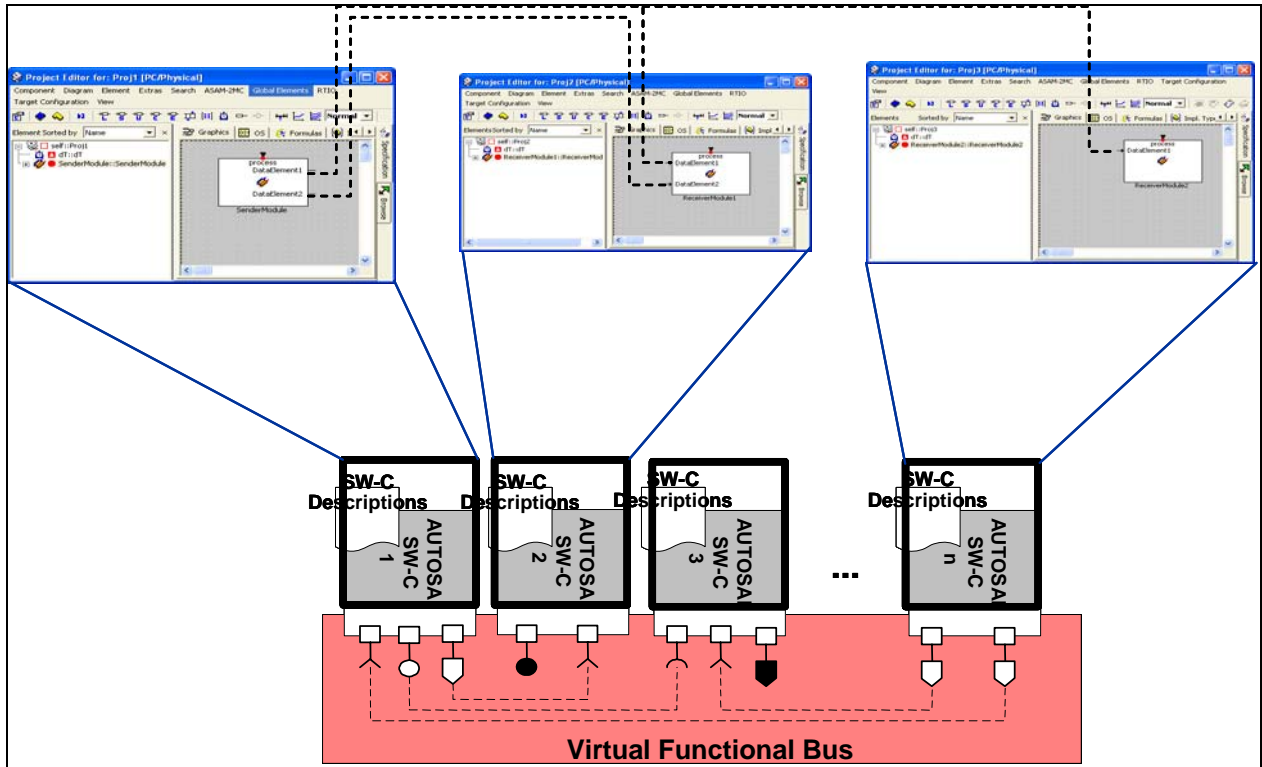 Project Editor for: Proj1 [PC/Physical]
Component Diagram Element Extras Search ASAM-2MC Global Elements RTIO
Target Configuration View
Normal
Element Sorted by Name
Graphics OS Formulas
Specification
Browse
self::Proj1
dT::dT
SenderModule::SenderModule
process
DataElement1
DataElement2
SenderModule
Project Editor for: Proj2 [PC/Physical]
Component Diagram Element Extras Search ASAM-2MC Global Elements RTIO
Target Configuration View
Normal
Elements Sorted by Name
Graphics OS Formulas Impl.
Specification
Browse
self::Proj2
dT::dT
ReceiverModule1::ReceiverMod
process
DataElement1
DataElement2
ReceiverModule1
Project Editor for: Proj3 [PC/Physical]
Component Diagram Element Extras Search ASAM-2MC Global Elements RTIO Target Configuration
View
Normal
Elements Sorted by Name
Graphics OS Formulas Impl. Typ
Specification
Browse
self::Proj3
dT::dT
ReceiverModule2::ReceiverModule2
process
DataElement1
ReceiverModule2
SW-C
Descriptions
AUTOSA
SW-C
1
SW-C
Descriptions
AUTOSA
SW-C
2
SW-C
Descriptions
AUTOSA
SW-C
3
...
SW-C
Descriptions
AUTOSA
SW-C
n
Virtual Functional Bus